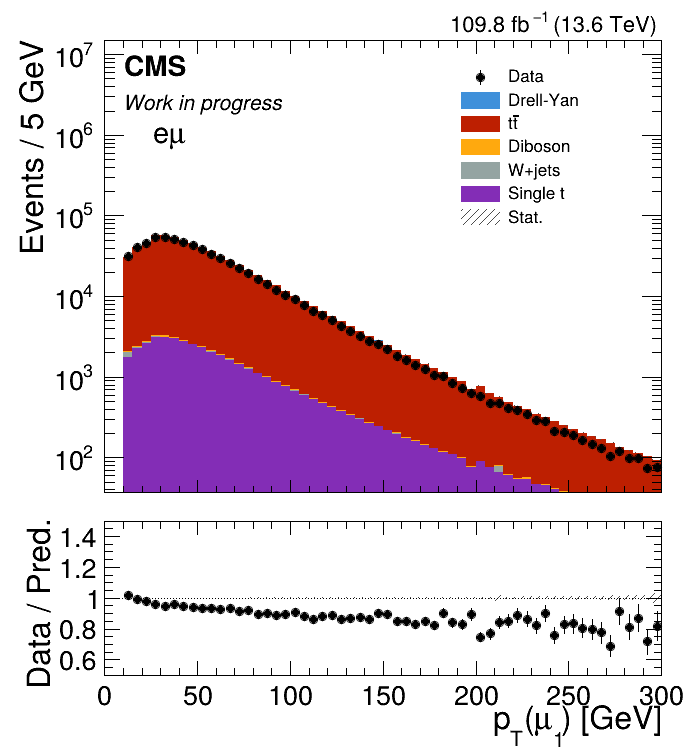 109.8 fb⁻¹ (13.6 TeV)
CMS
Work in progress
eμ
Data
Drell-Yan
tt̄
Diboson
W+jets
Single t
Stat.
Events / 5 GeV
10⁷
10⁶
10⁵
10⁴
10³
10²
Data / Pred.
1.4
1.2
1
0.8
0.6
0 50 100 150 200 250 300
p_T(μ₁) [GeV]